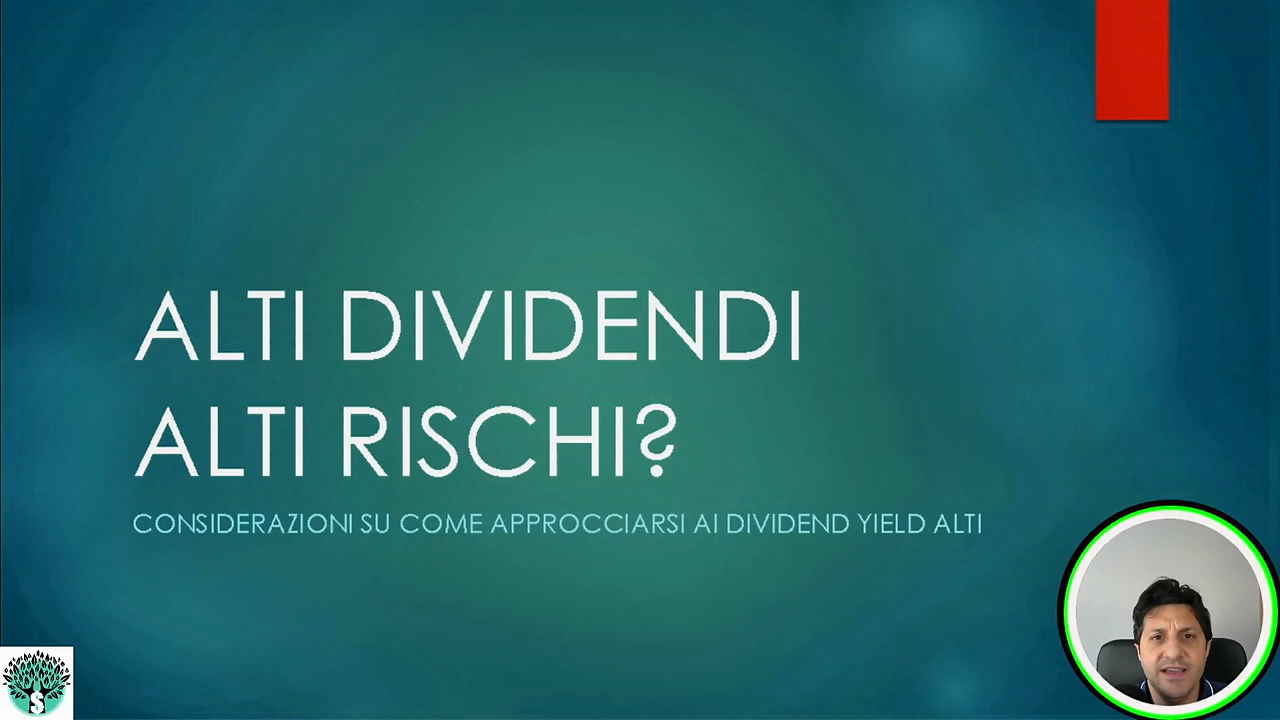 ALTI DIVIDENDI
ALTI RISCHI?
CONSIDERAZIONI SU COME APPROCCIARSI AI DIVIDEND YIELD ALTI
S